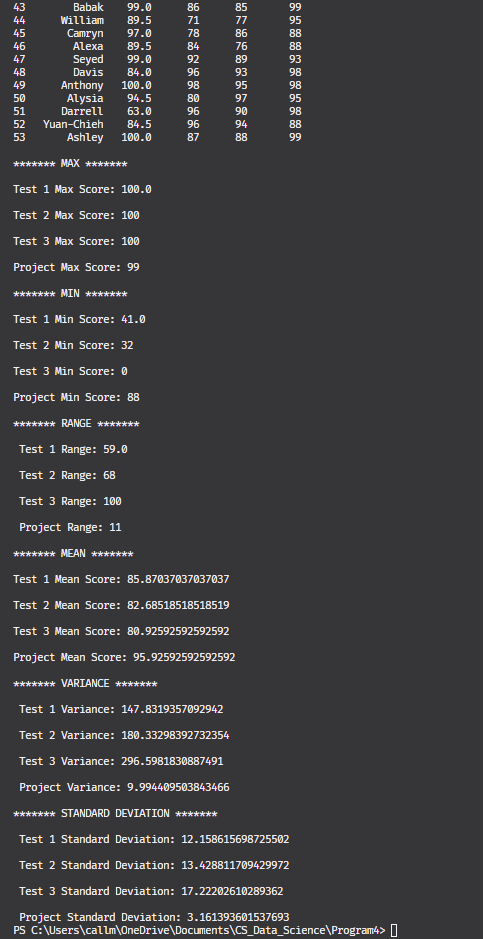 43 Babak 99.0 86 85 99
44 William 89.5 71 77 95
45 Camryn 97.0 78 86 88
46 Alexa 89.5 84 76 88
47 Seyed 99.0 92 89 93
48 Davis 84.0 96 93 98
49 Anthony 100.0 98 95 98
50 Alysia 94.5 80 97 95
51 Darrell 63.0 96 90 98
52 Yuan-Chieh 84.5 96 94 88
53 Ashley 100.0 87 88 99
******* MAX *******
Test 1 Max Score: 100.0
Test 2 Max Score: 100
Test 3 Max Score: 100
Project Max Score: 99
******* MIN *******
Test 1 Min Score: 41.0
Test 2 Min Score: 32
Test 3 Min Score: 0
Project Min Score: 88
******* RANGE *******
Test 1 Range: 59.0
Test 2 Range: 68
Test 3 Range: 100
Project Range: 11
******* MEAN *******
Test 1 Mean Score: 85.87037037037037
Test 2 Mean Score: 82.68518518518519
Test 3 Mean Score: 80.92592592592592
Project Mean Score: 95.92592592592592
******* VARIANCE *******
Test 1 Variance: 147.8319357092942
Test 2 Variance: 180.33298392732354
Test 3 Variance: 296.5981830887491
Project Variance: 9.994409503843466
******* STANDARD DEVIATION *******
Test 1 Standard Deviation: 12.158615698725502
Test 2 Standard Deviation: 13.428811709429972
Test 3 Standard Deviation: 17.22202610289362
Project Standard Deviation: 3.161393601537693
PS C:\Users\callm\OneDrive\Documents\CS_Data_Science\Program4>